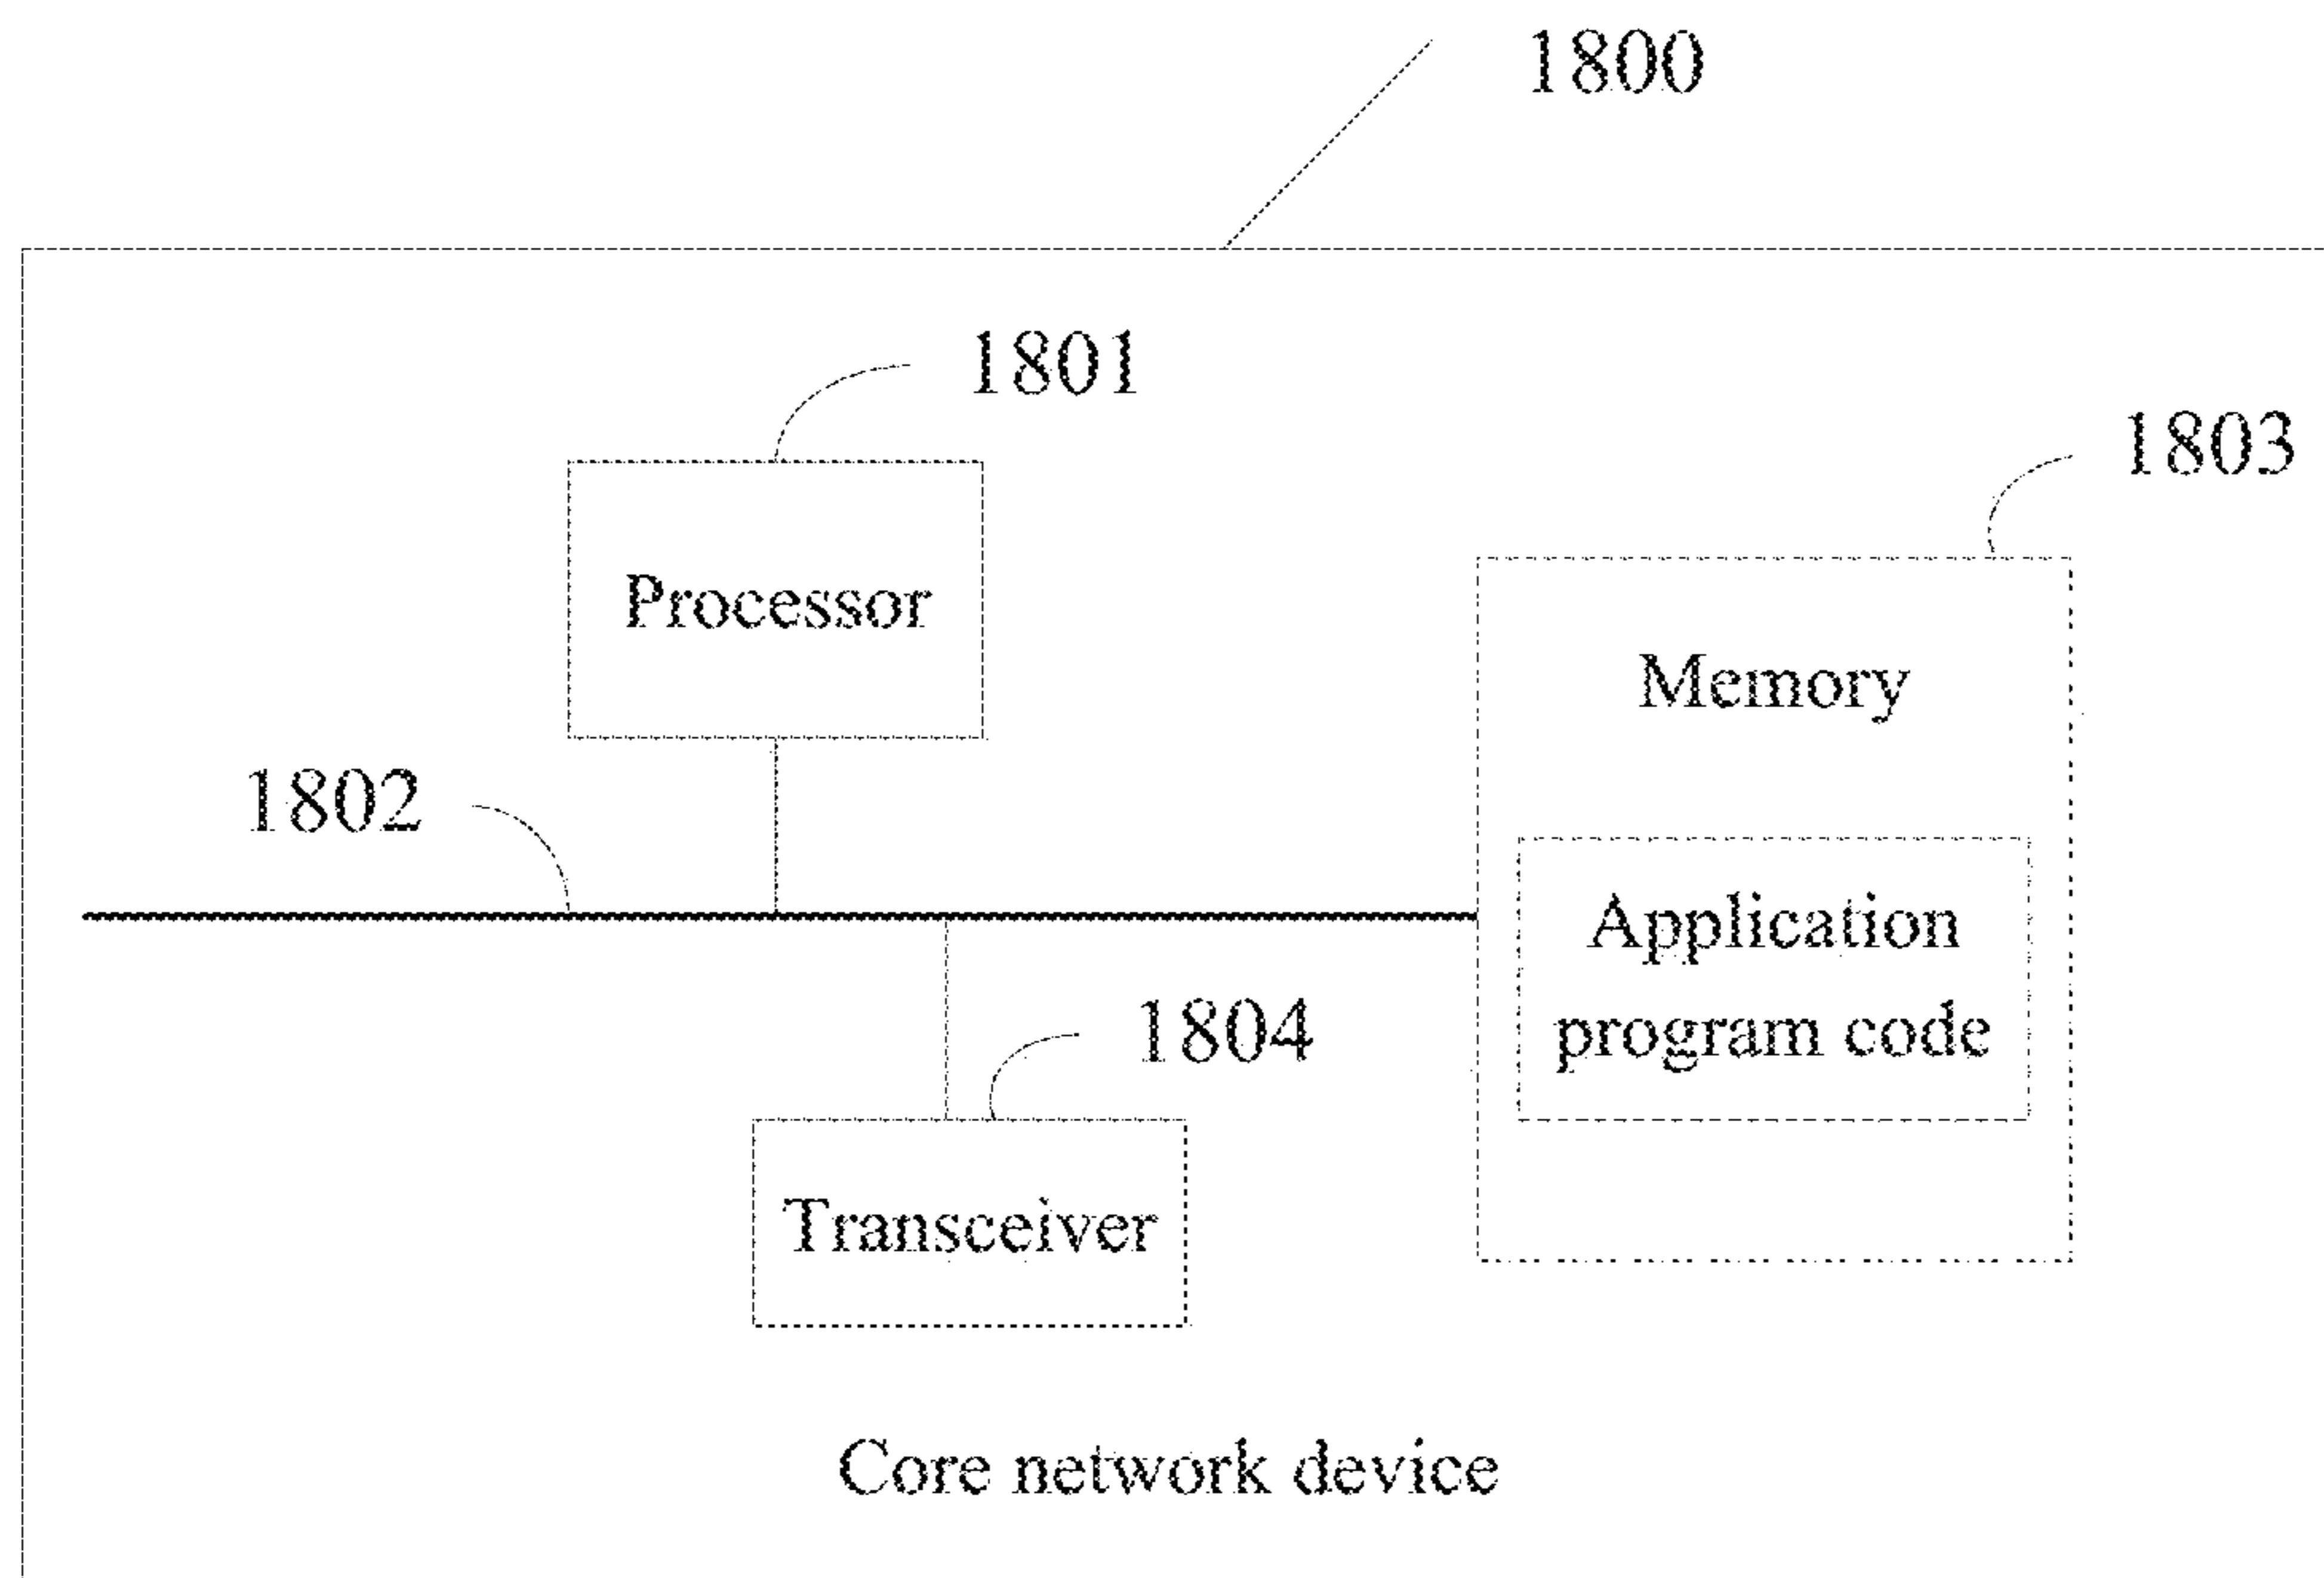 1800
1801
1803
Processor
Memory
1802
Application
program code
1804
Transceiver
Core network device